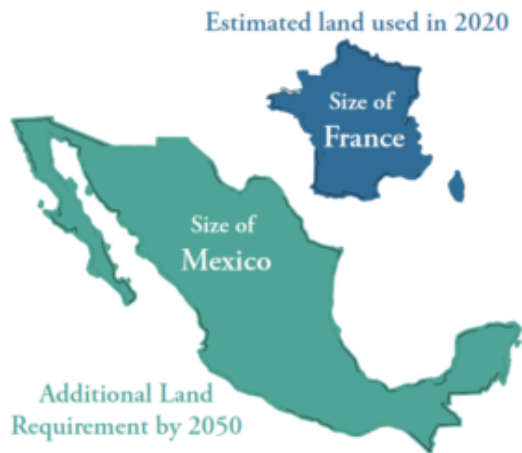 Estimated land used in 2020
Size of
France
Size of
Mexico
Additional Land
Requirement by 2050